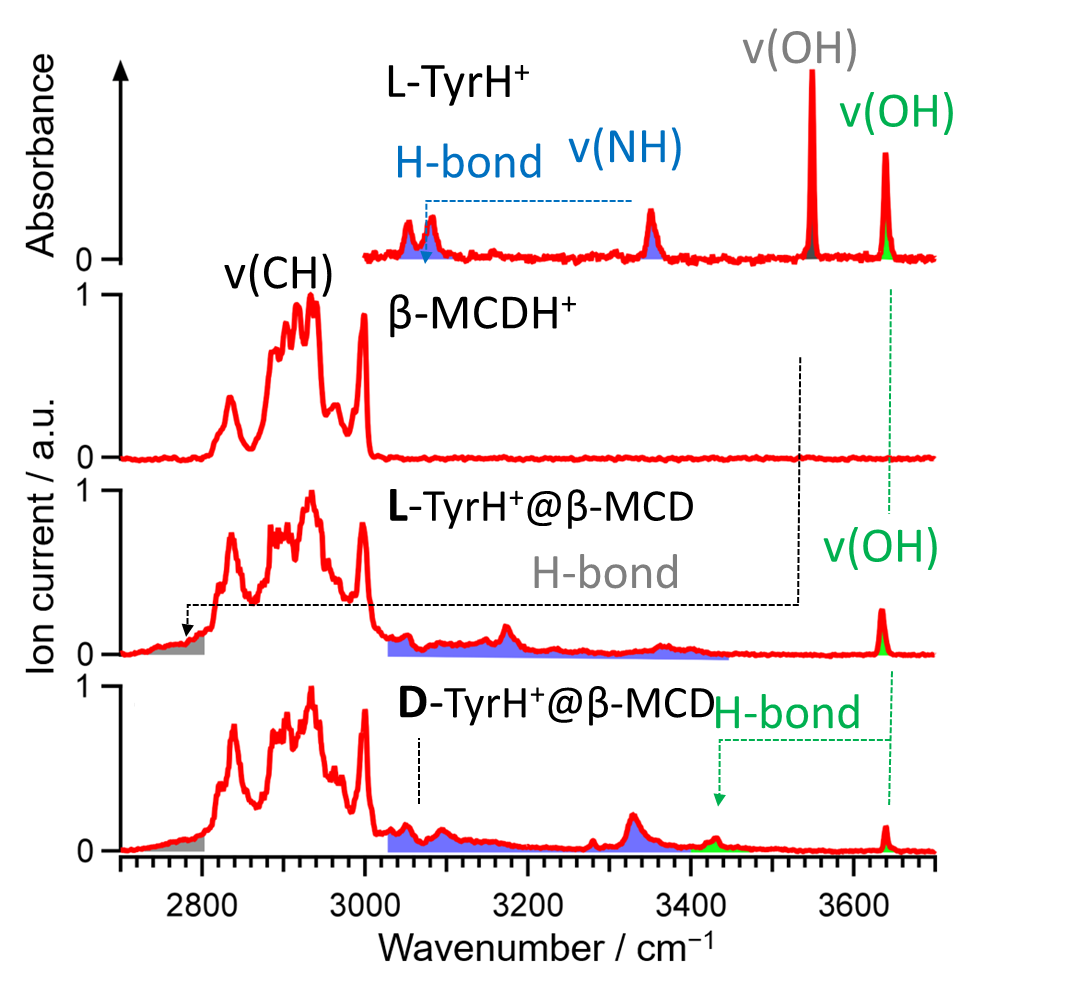 ν(OH)
L-TyrH⁺
ν(OH)
H-bond
ν(NH)
Absorbance
0
ν(CH)
1
β-MCDH⁺
0
1
L-TyrH⁺@β-MCD
ν(OH)
H-bond
Ion current / a.u.
0
1
D-TyrH⁺@β-MCD
H-bond
0
2800 3000 3200 3400 3600
Wavenumber / cm⁻¹